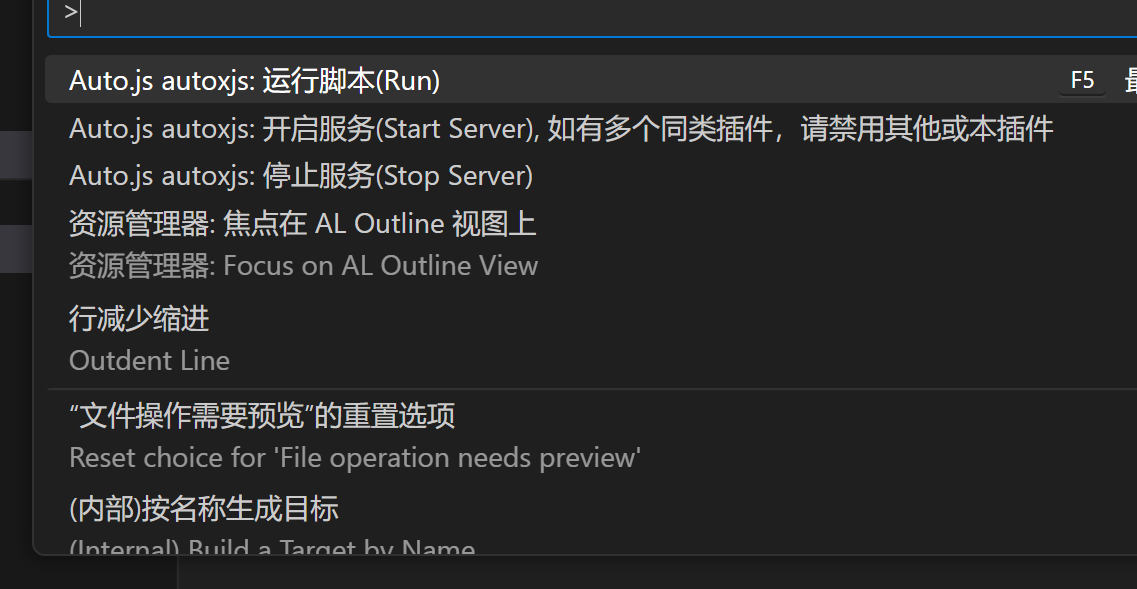 >
Auto.js autoxjs: 运行脚本(Run) F5
Auto.js autoxjs: 开启服务(Start Server), 如有多个同类插件，请禁用其他或本插件
Auto.js autoxjs: 停止服务(Stop Server)
资源管理器: 焦点在 AL Outline 视图上
资源管理器: Focus on AL Outline View
行减少缩进
Outdent Line
“文件操作需要预览”的重置选项
Reset choice for 'File operation needs preview'
(内部)按名称生成目标
(Internal) Build a Target by Name